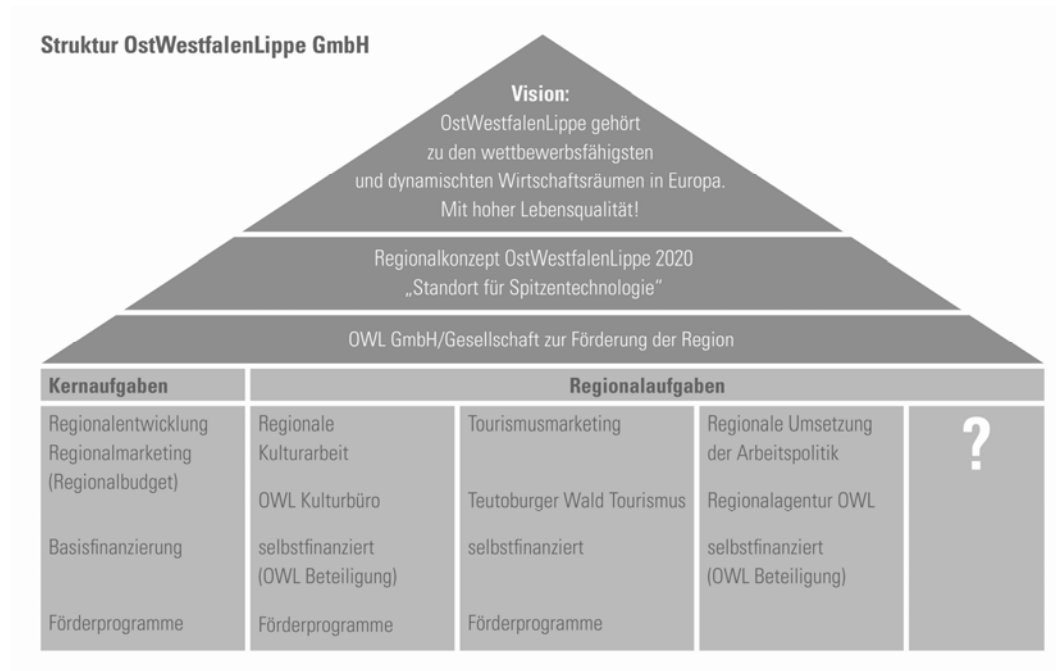 Struktur OstWestfalenLippe GmbH
Vision:
OstWestfalenLippe gehört
zu den wettbewerbsfähigsten
und dynamischten Wirtschaftsräumen in Europa.
Mit hoher Lebensqualität!
Regionalkonzept OstWestfalenLippe 2020
„Standort für Spitzentechnologie“
OWL GmbH/Gesellschaft zur Förderung der Region
Kernaufgaben
Regionalaufgaben
Regionalentwicklung
Regionalmarketing
(Regionalbudget)
Basisfinanzierung
Förderprogramme
Regionale
Kulturarbeit
OWL Kulturbüro
selbstfinanziert
(OWL Beteiligung)
Förderprogramme
Tourismusmarketing
Teutoburger Wald Tourismus
selbstfinanziert
Förderprogramme
Regionale Umsetzung
der Arbeitspolitik
Regionalagentur OWL
selbstfinanziert
(OWL Beteiligung)
?